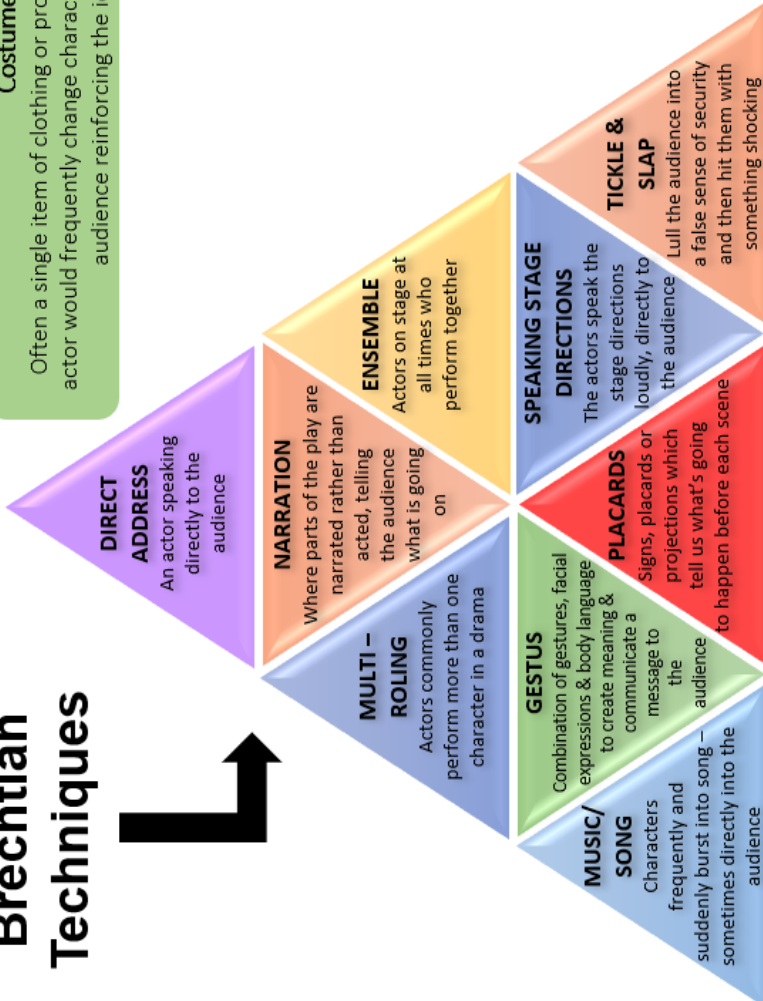 Brechtian
Techniques
Costume
Often a single item of clothing or
actor would frequently change
audience reinforcing the
DIRECT
ADDRESS
An actor speaking
directly to the
audience
MULTI –
ROLING
Actors commonly
perform more than one
character in a drama
NARRATION
Where parts of the play are
narrated rather than
acted, telling
the audience
what is going
on
ENSEMBLE
Actors on stage at
all times who
perform together
MUSIC/
SONG
Characters
frequently and
suddenly burst into song –
sometimes directly into the
audience
GESTUS
Combination of gestures, facial
expressions & body language
to create meaning &
communicate a
message to
the
audience
PLACARDS
Signs, placards or
projections which
tell us what's going
to happen before each scene
SPEAKING STAGE
DIRECTIONS
The actors speak the
stage directions
loudly, directly to
the audience
TICKLE &
SLAP
Lull the audience into
a false sense of security
and then hit them with
something shocking